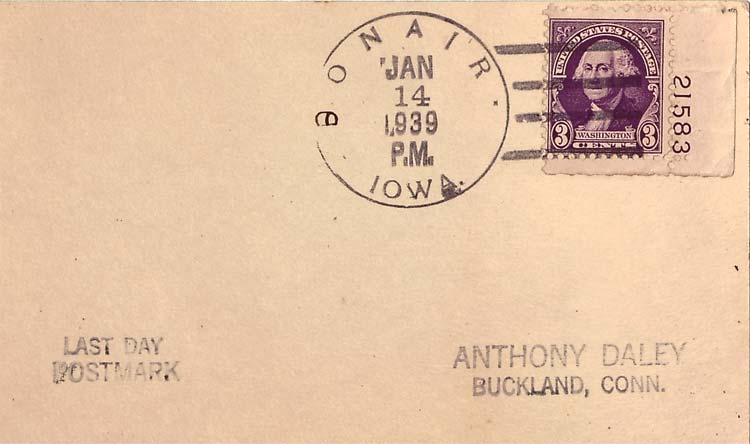 BONAIR.
JAN
14
1939
P.M.
IOWA.
UNITED STATES POSTAGE
3 WASHINGTON 3
CENTS
21583
LAST DAY
POSTMARK
ANTHONY DALEY
BUCKLAND, CONN.